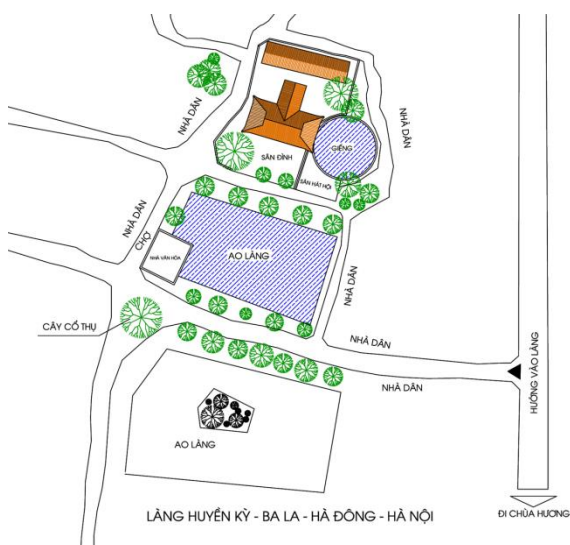 NHÀ DÂN
NHÀ DÂN
GIẾNG
SÂN ĐÌNH
SÂN HÁT HỘI
NHÀ DÂN
CHỢ
NHÀ VĂN HÓA
AO LÀNG
NHÀ DÂN
CÂY CỔ THỤ
NHÀ DÂN
NHÀ DÂN
HƯỚNG VÀO LÀNG
AO LÀNG
LÀNG HUYỀN KỲ - BA LA - HÀ ĐÔNG - HÀ NỘI
ĐI CHÙA HƯƠNG